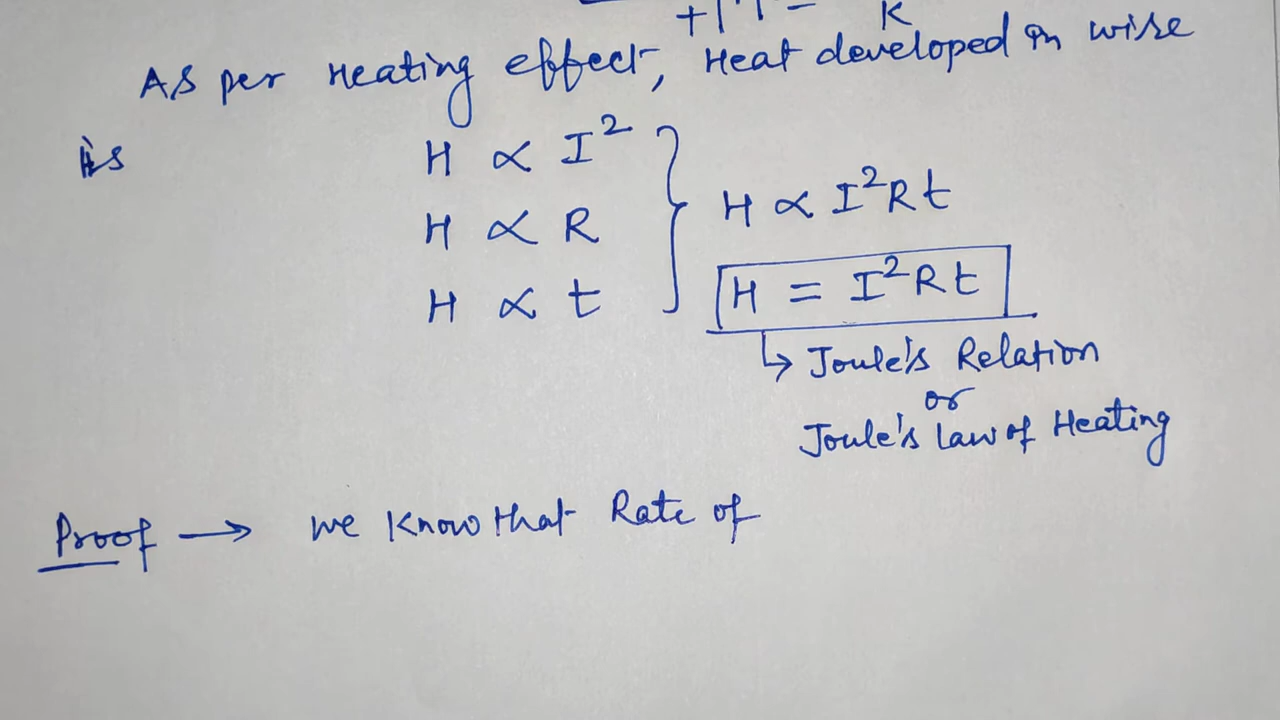 +|1 - K
As per Heating effect, Heat developed in wire
is
H ∝ I²
H ∝ R
H ∝ t
H ∝ I²Rt
H = I²Rt
↳ Joule's Relation
or
Joule's Law of Heating
Proof → we Know that Rate of